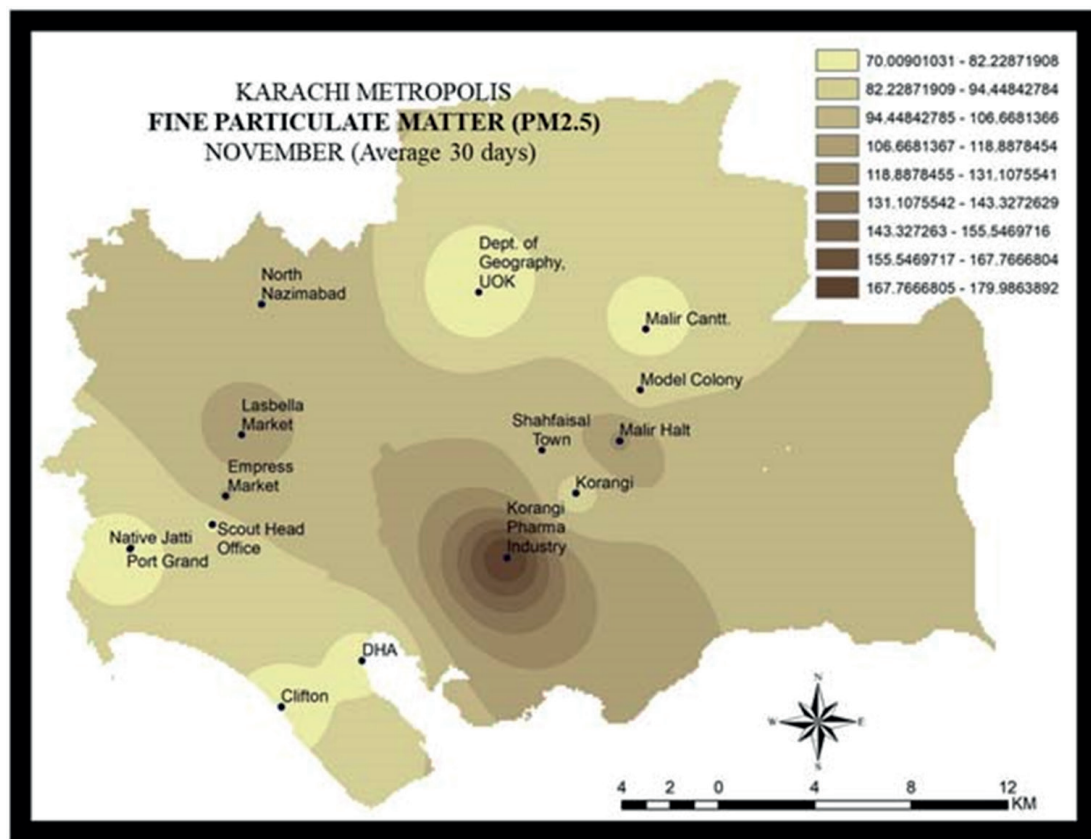 KARACHI METROPOLIS
FINE PARTICULATE MATTER (PM2.5)
NOVEMBER (Average 30 days)
70.00901031 - 82.22871908
82.22871909 - 94.44842784
94.44842785 - 106.6681366
106.6681367 - 118.8878454
118.8878455 - 131.1075541
131.1075542 - 143.3272629
143.327263 - 155.5469716
155.5469717 - 167.7666804
167.7666805 - 179.9863892
Dept. of
Geography,
UOK
North
Nazimabad
Malir Cantt.
Model Colony
Lasbella
Market
Shahfaisal
Town
Malir Halt
Empress
Market
Korangi
Korangi
Pharma
Industry
Scout Head
Office
Native Jatti
Port Grand
DHA
Clifton
N
W E
S
4 2 0 4 8 12
KM